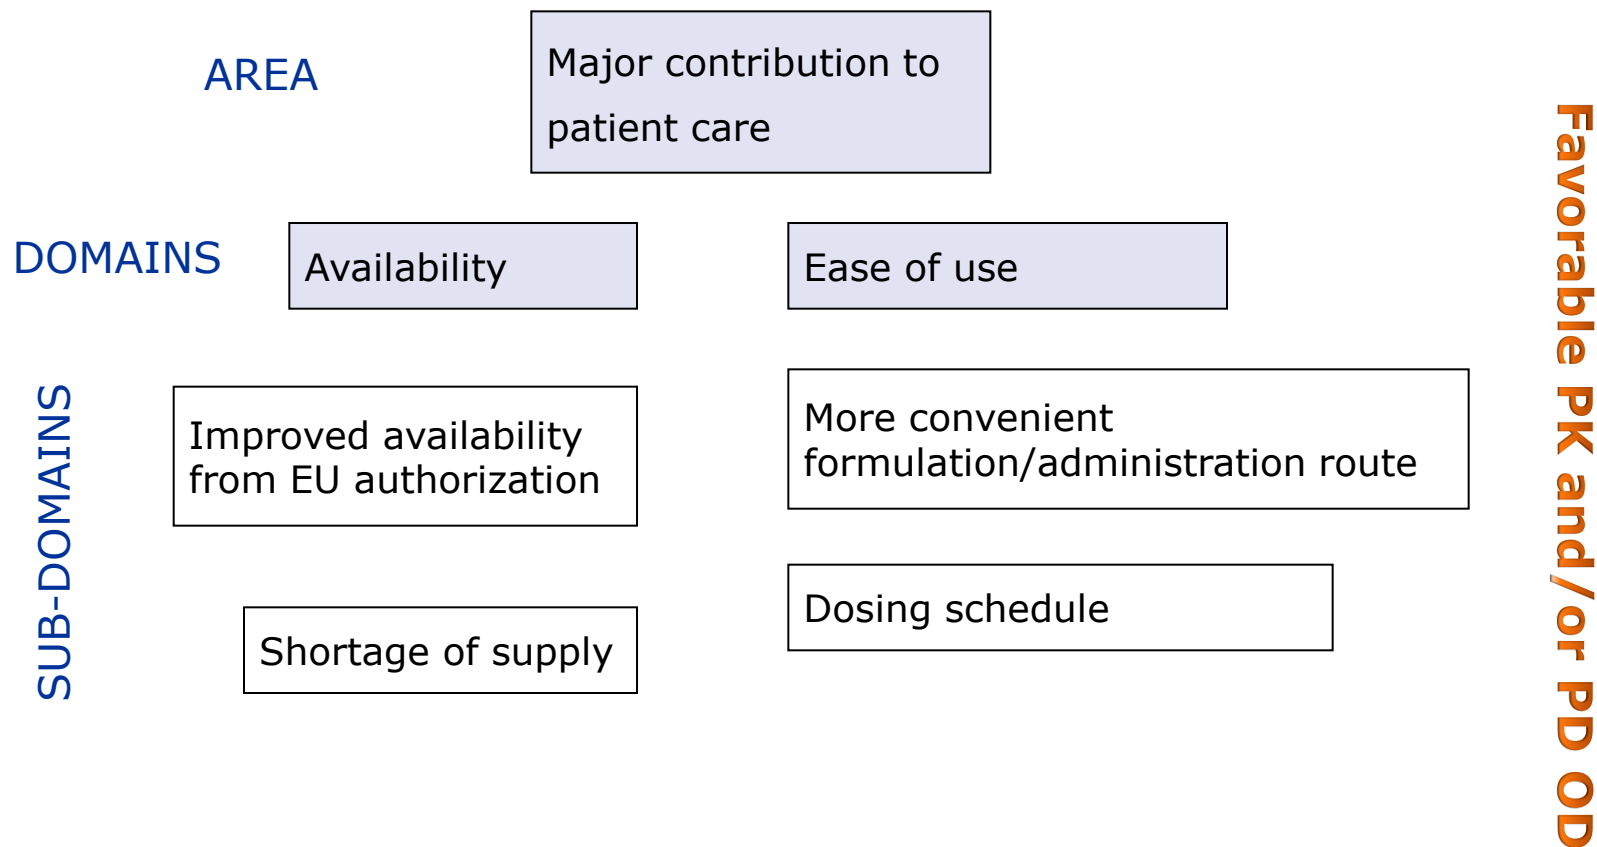 AREA
Major contribution to
patient care
DOMAINS
Availability
Ease of use
SUB-DOMAINS
Improved availability
from EU authorization
More convenient
formulation/administration route
Shortage of supply
Dosing schedule
Favorable PK and/or PD OD